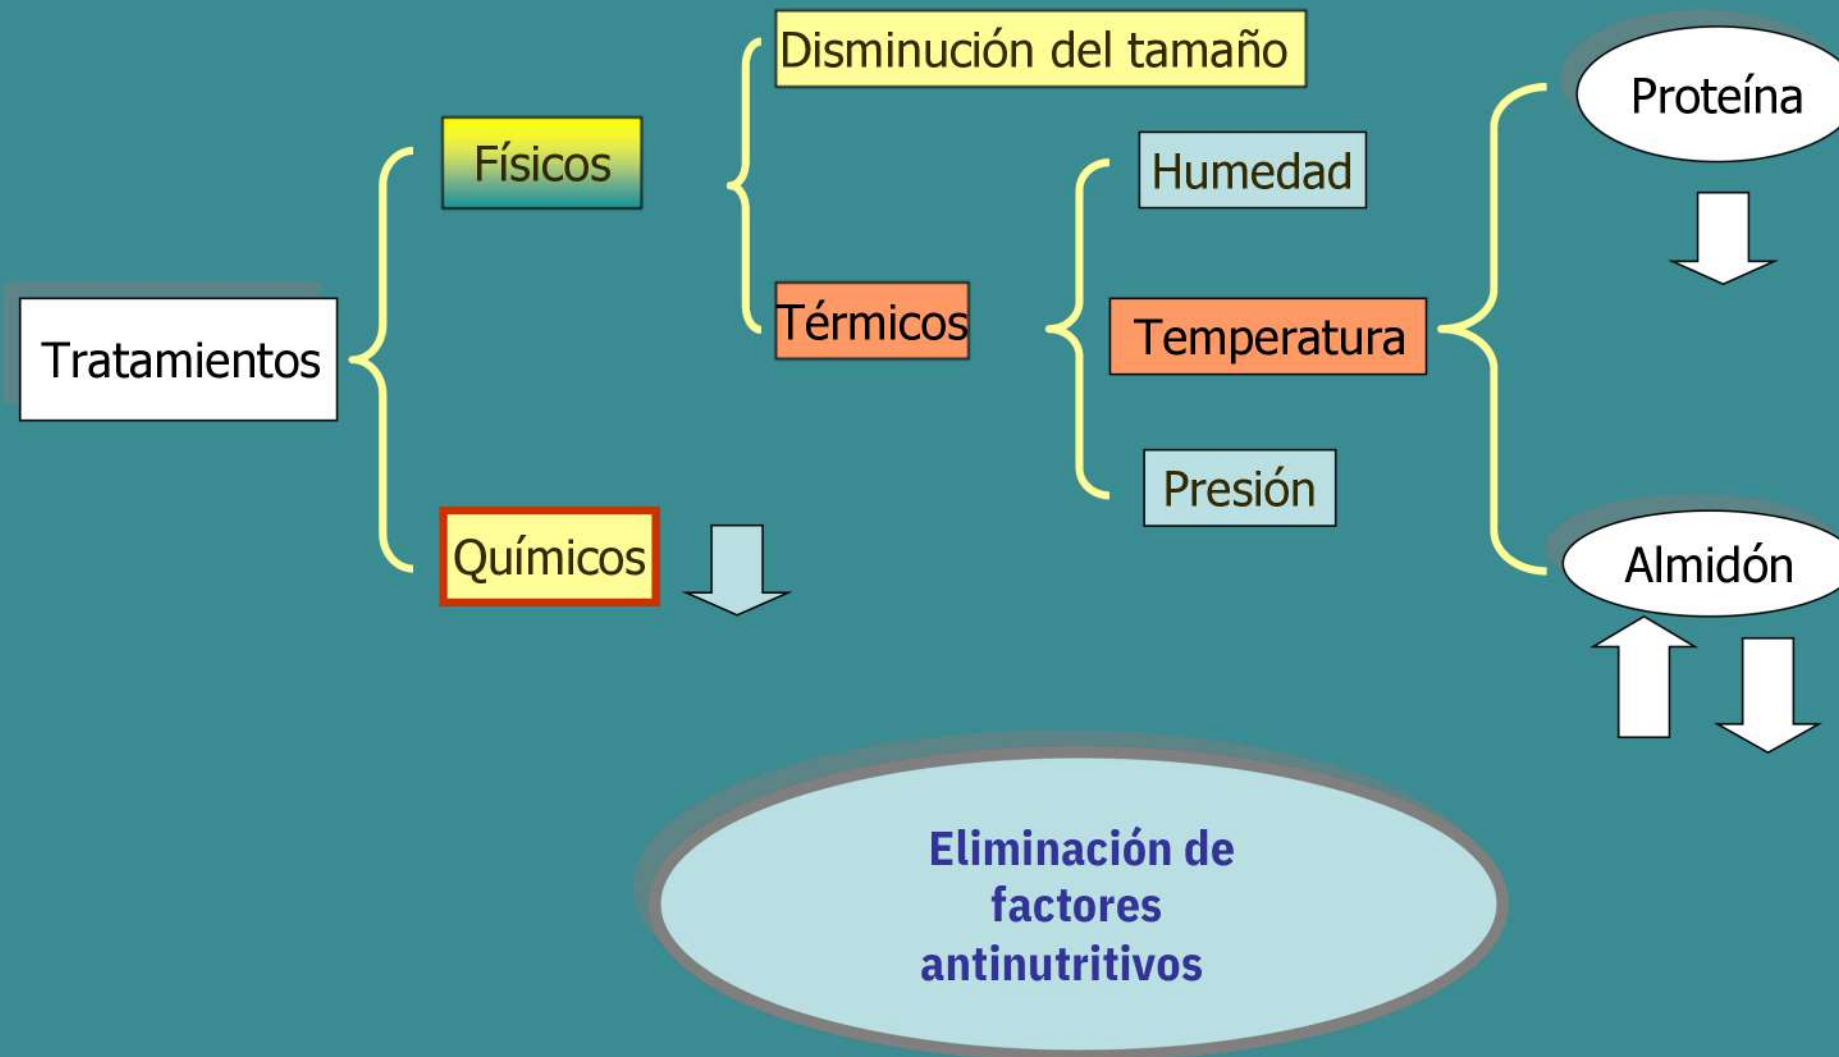 Disminución del tamaño
Proteína
Físicos
Humedad
Térmicos
Temperatura
Tratamientos
Presión
Químicos
Almidón
Eliminación de
factores
antinutritivos